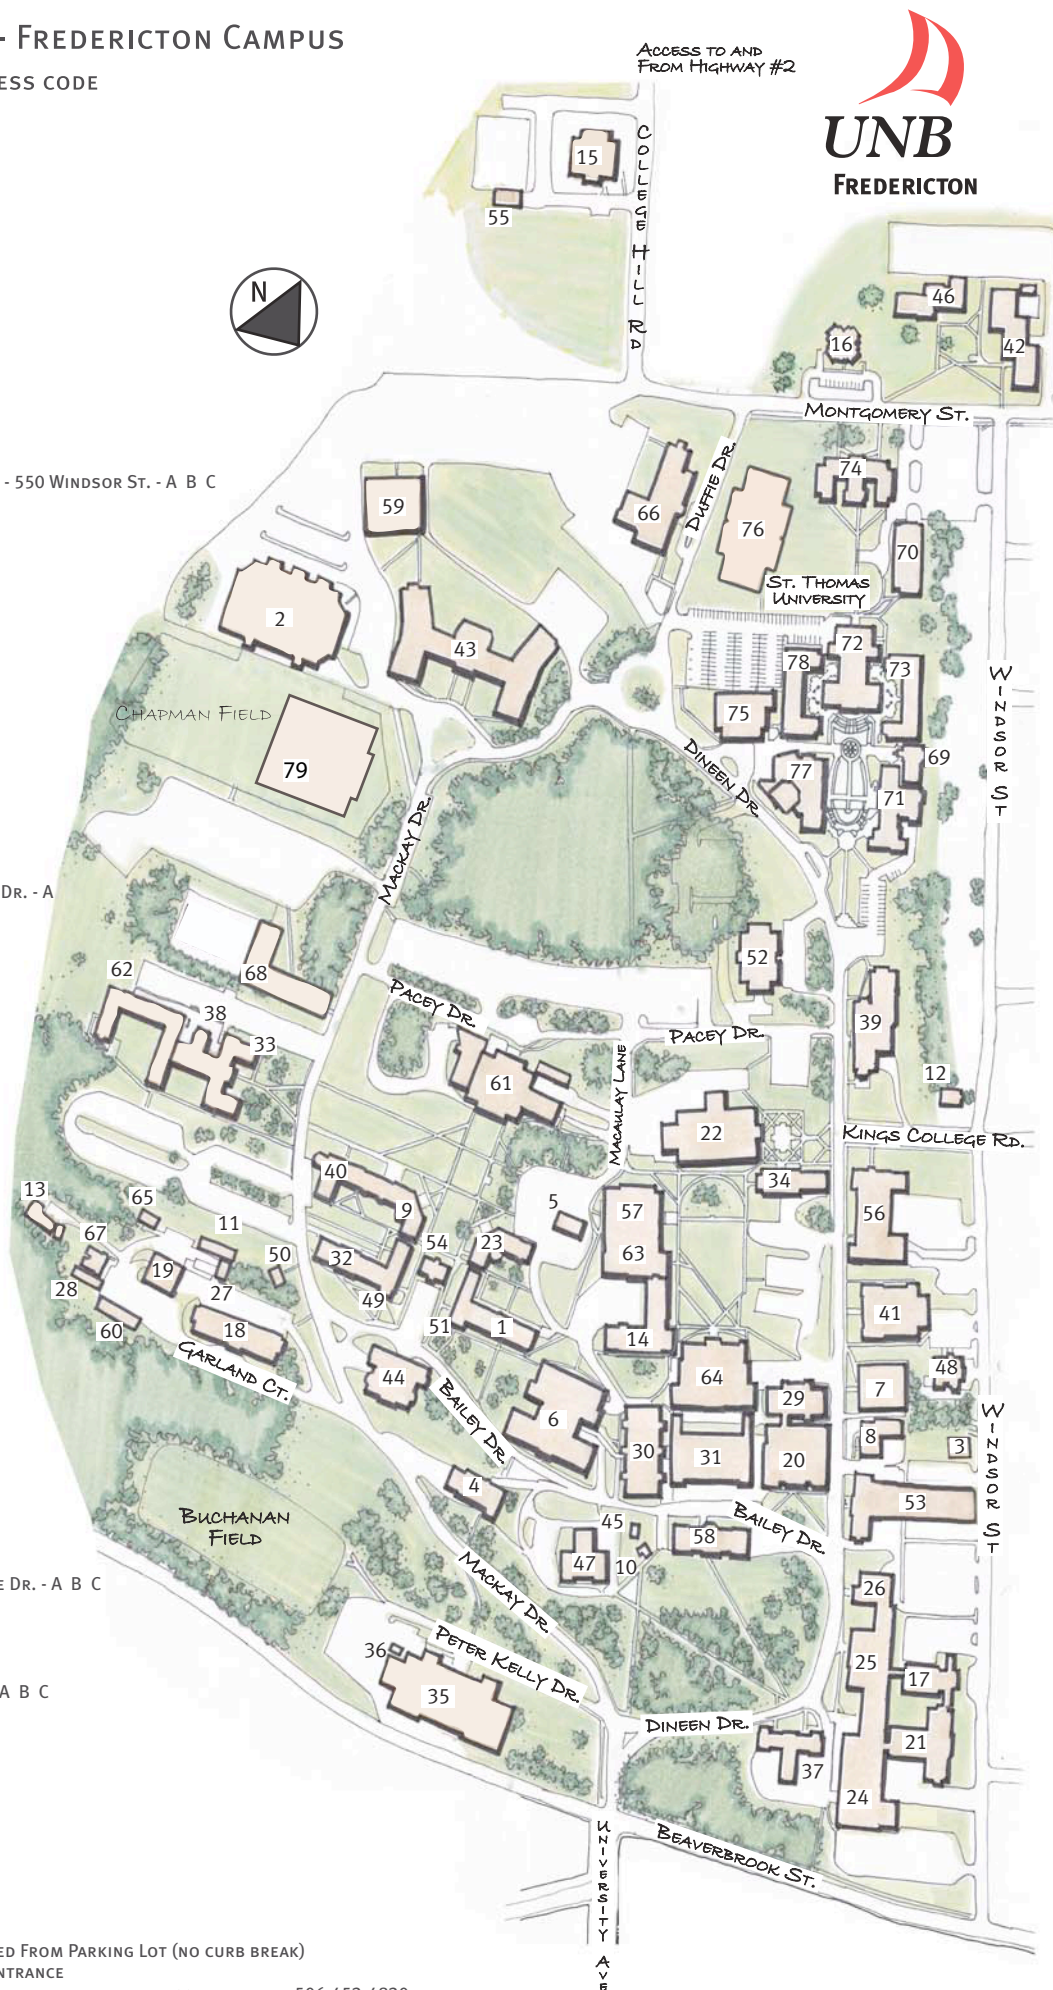 - Fredericton Campus
ess code
Access to and
From Highway #2
UNB
Fredericton
College Hill Rd
15
55
N
46
16
42
Montgomery St.
- 550 Windsor St. - A B C
74
59
66
Duffie Dr.
76
70
St. Thomas
University
2
43
72
78
73
Windsor St
Chapman Field
75
79
Dineen Dr.
77
69
71
Mackay Dr.
Dr. - A
52
62
68
Pacey Dr.
38
33
Pacey Dr.
39
61
Macaulay Lane
12
22
Kings College Rd.
40
34
13
65
11
9
5
57
56
67
54
23
50
32
63
28
19
27
49
41
60
18
51
1
14
Garland Ct.
44
64
48
29
7
Bailey Dr.
6
Windsor St
30
31
20
8
3
4
53
Buchanan
Field
45
58
Bailey Dr.
47
10
Mackay Dr.
e Dr. - A B C
26
36
Peter Kelly Dr.
25
17
A B C
35
Dineen Dr.
21
37
24
University Ave
Beaverbrook St.
ed From Parking Lot (no curb break)
ntrance
506 453-4830